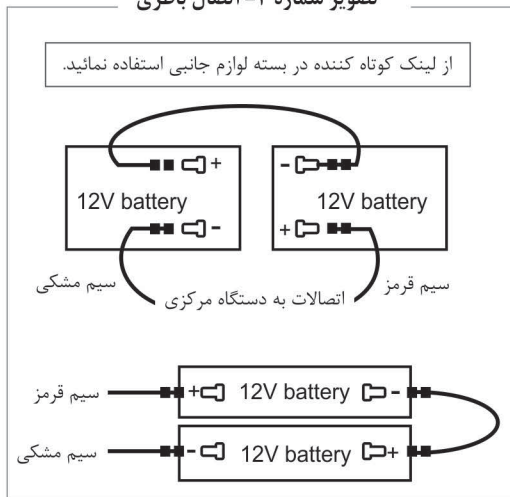 تصویر شماره ۳- اتصال باطری
از لینک کوتاه کننده در بسته لوازم جانبی استفاده نمائید.
+
-
12V battery
12V battery
-
+
سیم مشکی
اتصالات به دستگاه مرکزی
سیم قرمز
سیم قرمز
+ 12V battery -
سیم مشکی
- 12V battery +